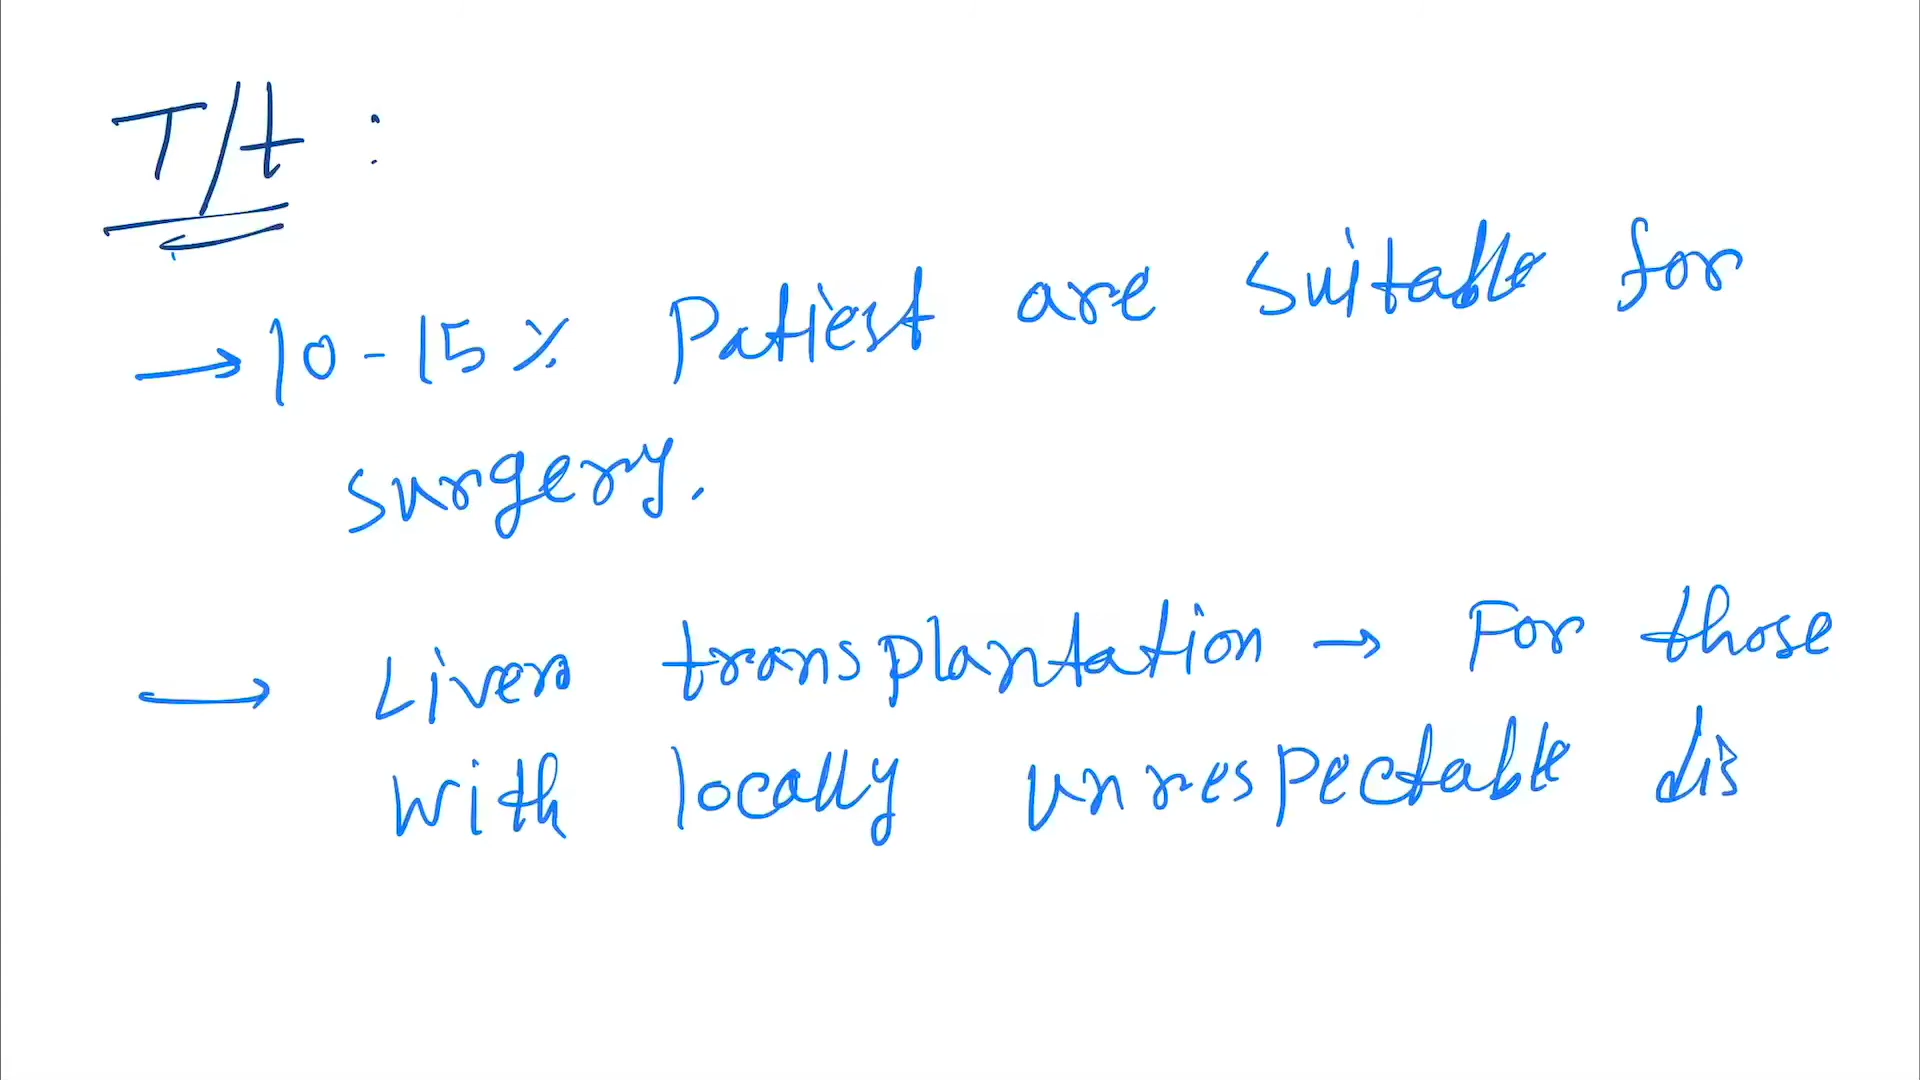 T/t :
→ 10-15% Patient are suitable for
surgery.
→ Liver transplantation → For those
with locally unrespectable dis